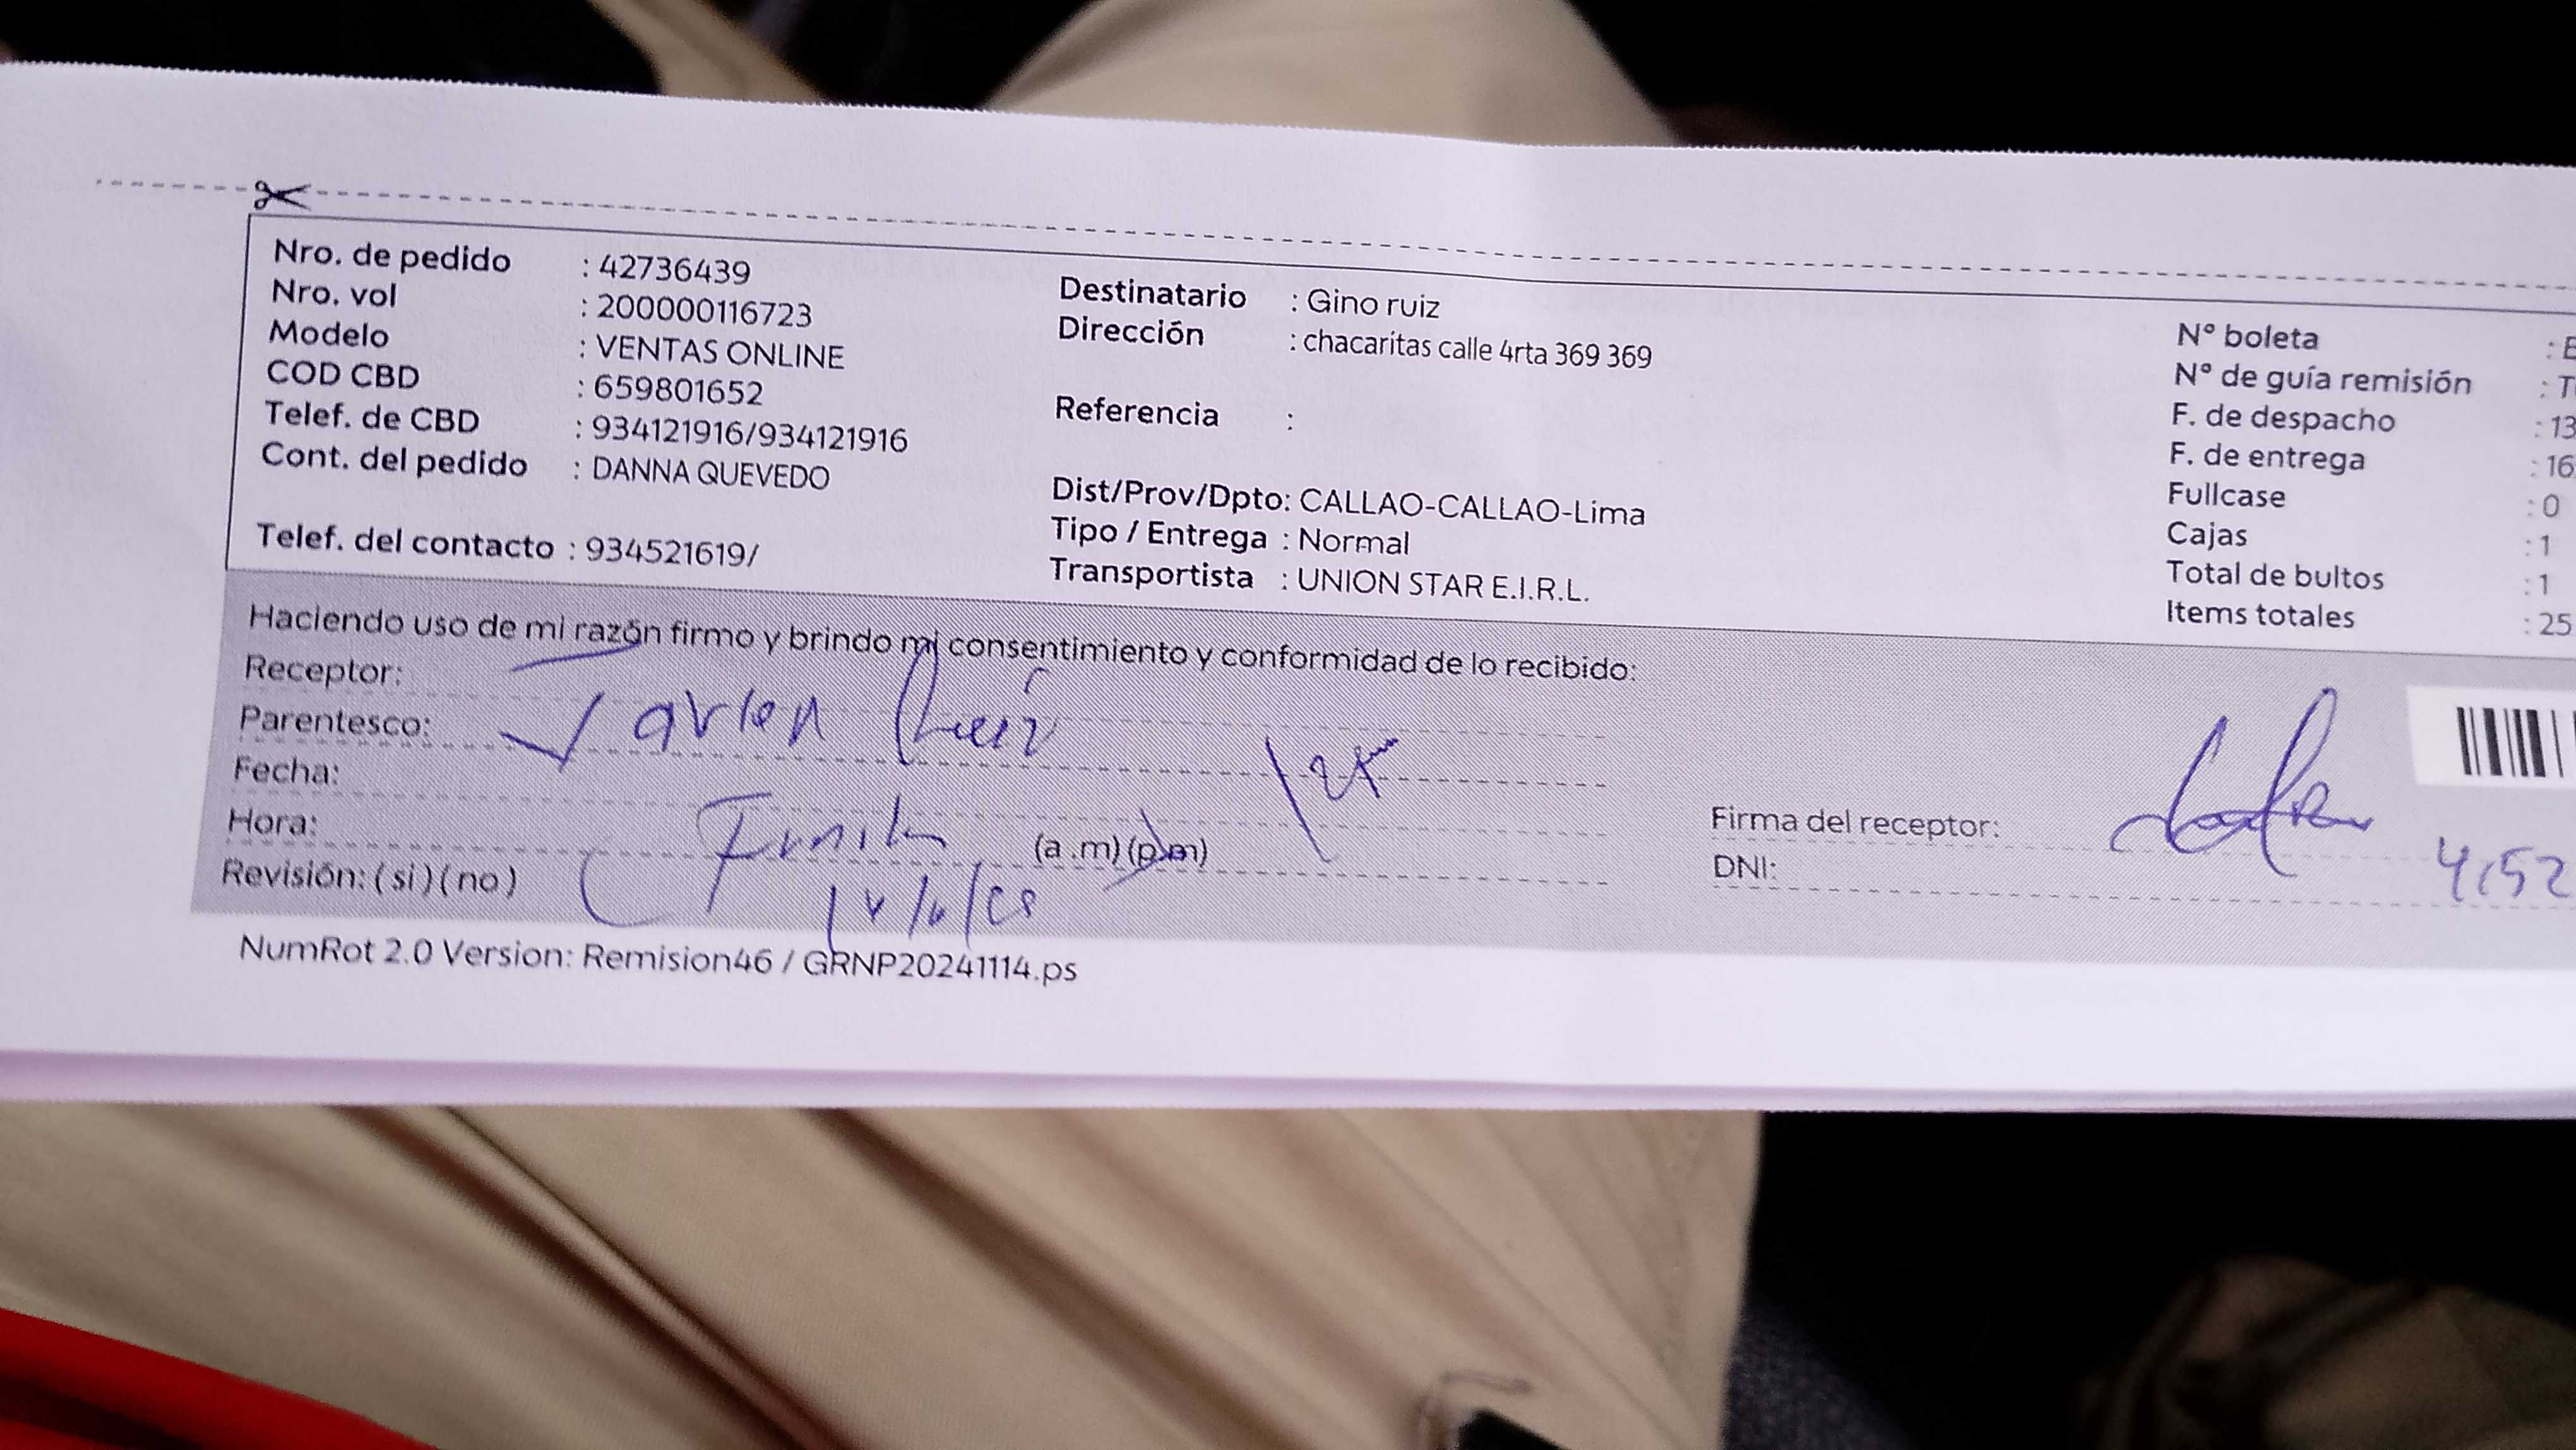 Nro. de pedido : 42736439
Nro. vol : 200000116723
Modelo : VENTAS ONLINE
COD CBD : 659801652
Telef. de CBD : 934121916/934121916
Cont. del pedido : DANNA QUEVEDO
Telef. del contacto : 934521619/
Destinatario : Gino ruiz
Dirección : chacaritas calle 4rta 369 369
Referencia :
Dist/Prov/Dpto: CALLAO-CALLAO-Lima
Tipo / Entrega : Normal
Transportista : UNION STAR E.I.R.L.
N° boleta :
N° de guía remisión :
F. de despacho : 13
F. de entrega : 16
Fullcase : 0
Cajas : 1
Total de bultos : 1
Items totales : 25
Haciendo uso de mi razón firmo y brindo mi consentimiento y conformidad de lo recibido:
Receptor:
Parentesco:
Fecha:
Hora: (a .m) (p.m)
Revisión: ( si ) ( no )
Firma del receptor:
DNI:
NumRot 2.0 Version: Remision46 / GRNP20241114.ps